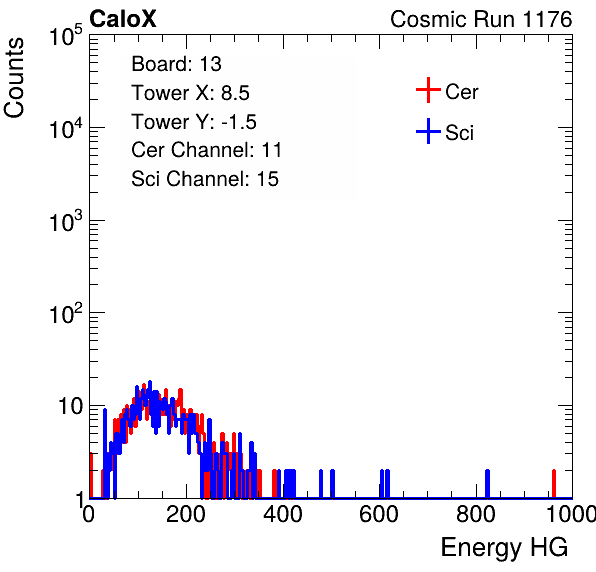 CaloX Cosmic Run 1176
Counts
10^5
10^4
10^3
10^2
10
1
Board: 13
Tower X: 8.5
Tower Y: -1.5
Cer Channel: 11
Sci Channel: 15
Cer
Sci
0 200 400 600 800 1000
Energy HG